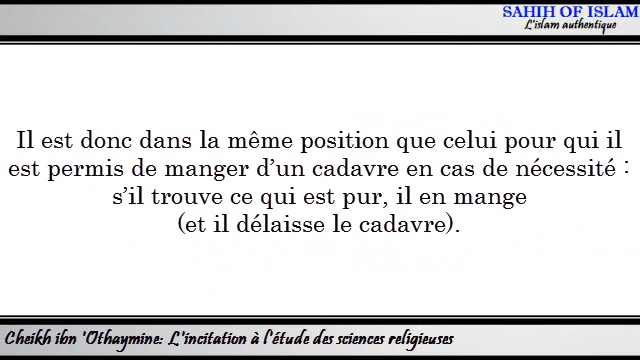 SAHIH OF ISLAM
L'islam authentique
Il est donc dans la même position que celui pour qui il
est permis de manger d'un cadavre en cas de nécessité :
s'il trouve ce qui est pur, il en mange
(et il délaisse le cadavre).
Cheikh ibn 'Othaymine: L'incitation à l'étude des sciences religieuses